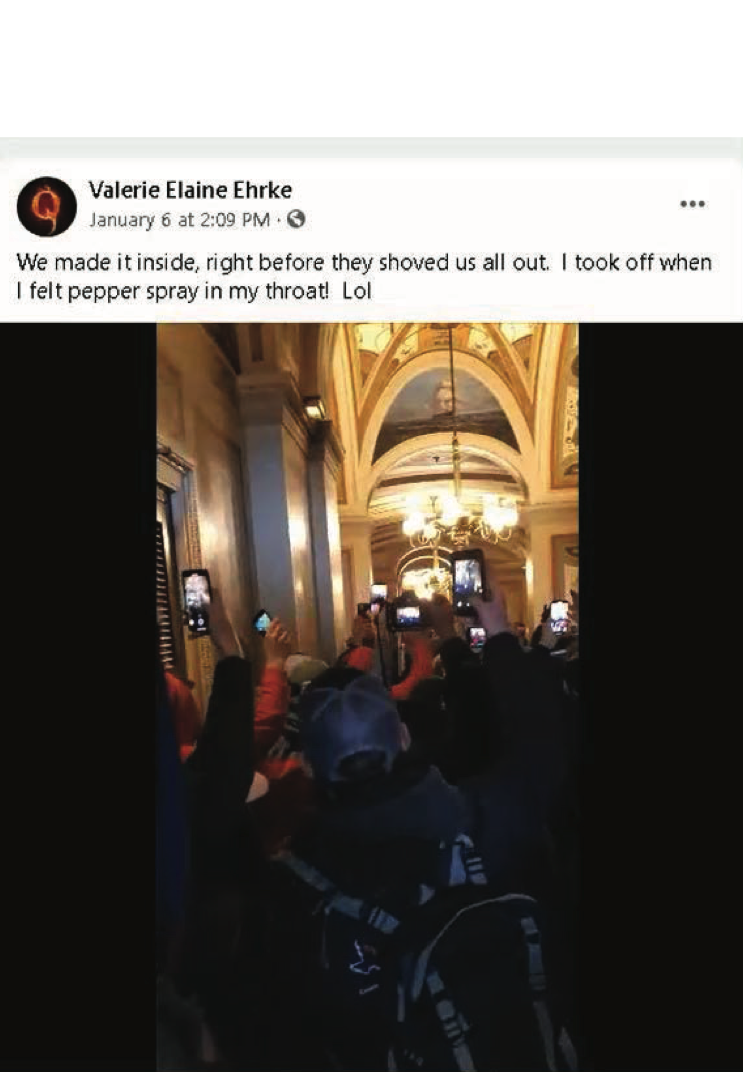 Valerie Elaine Ehrke
January 6 at 2:09 PM ·
We made it inside, right before they shoved us all out. I took off when
I felt pepper spray in my throat! Lol